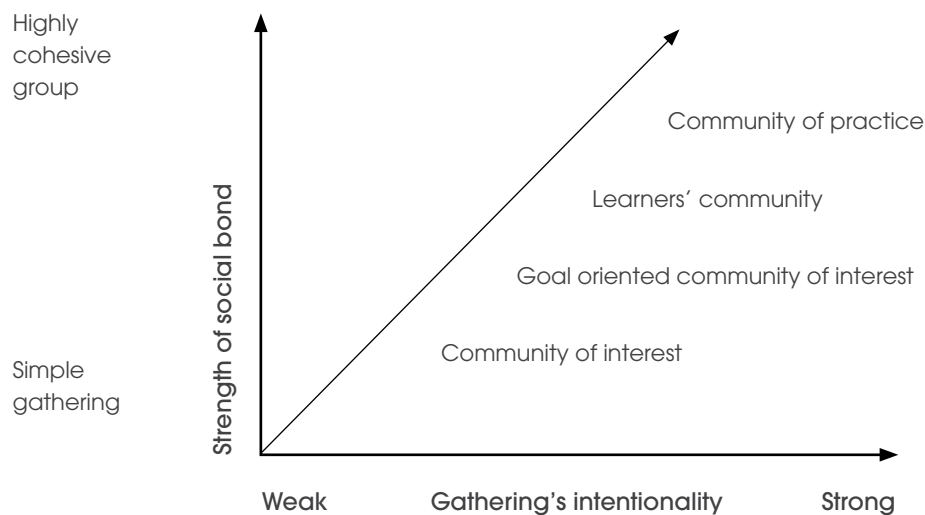 Highly
cohesive
group
Community of practice
Learners’ community
Strength of social bond
Goal oriented community of interest
Community of interest
Simple
gathering
Weak
Gathering’s intentionality
Strong